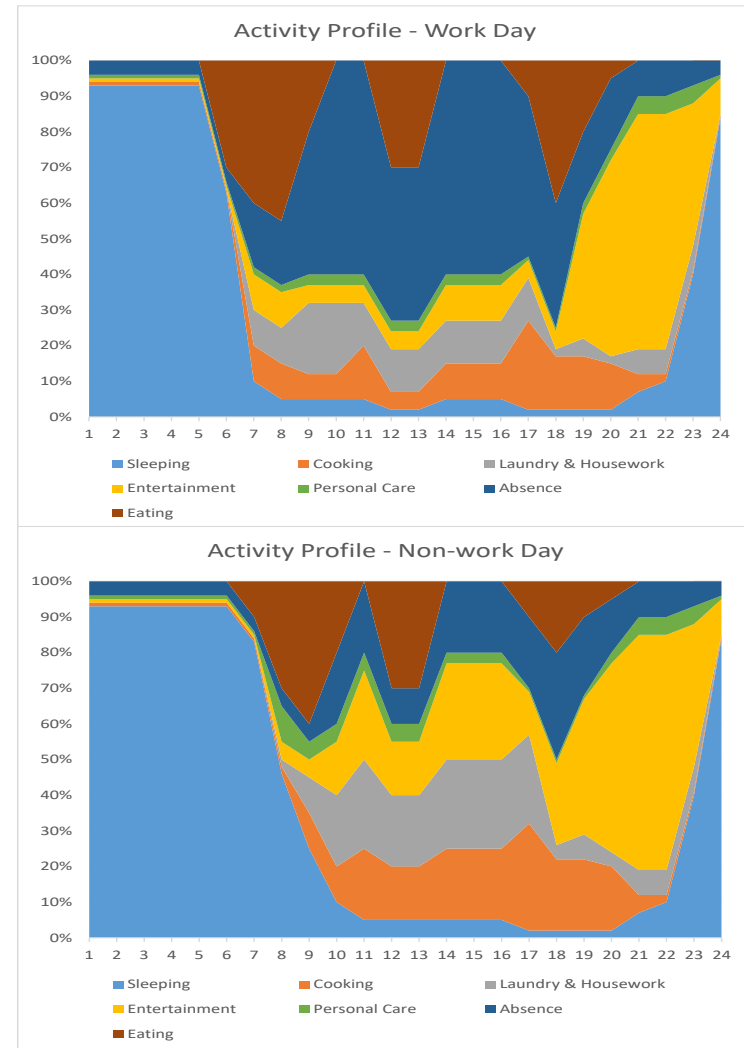 Activity Profile - Work Day
100%
90%
80%
70%
60%
50%
40%
30%
20%
10%
0%
1 2 3 4 5 6 7 8 9 10 11 12 13 14 15 16 17 18 19 20 21 22 23 24
Sleeping Cooking Laundry & Housework
Entertainment Personal Care Absence
Eating
Activity Profile - Non-work Day
100%
90%
80%
70%
60%
50%
40%
30%
20%
10%
0%
1 2 3 4 5 6 7 8 9 10 11 12 13 14 15 16 17 18 19 20 21 22 23 24
Sleeping Cooking Laundry & Housework
Entertainment Personal Care Absence
Eating